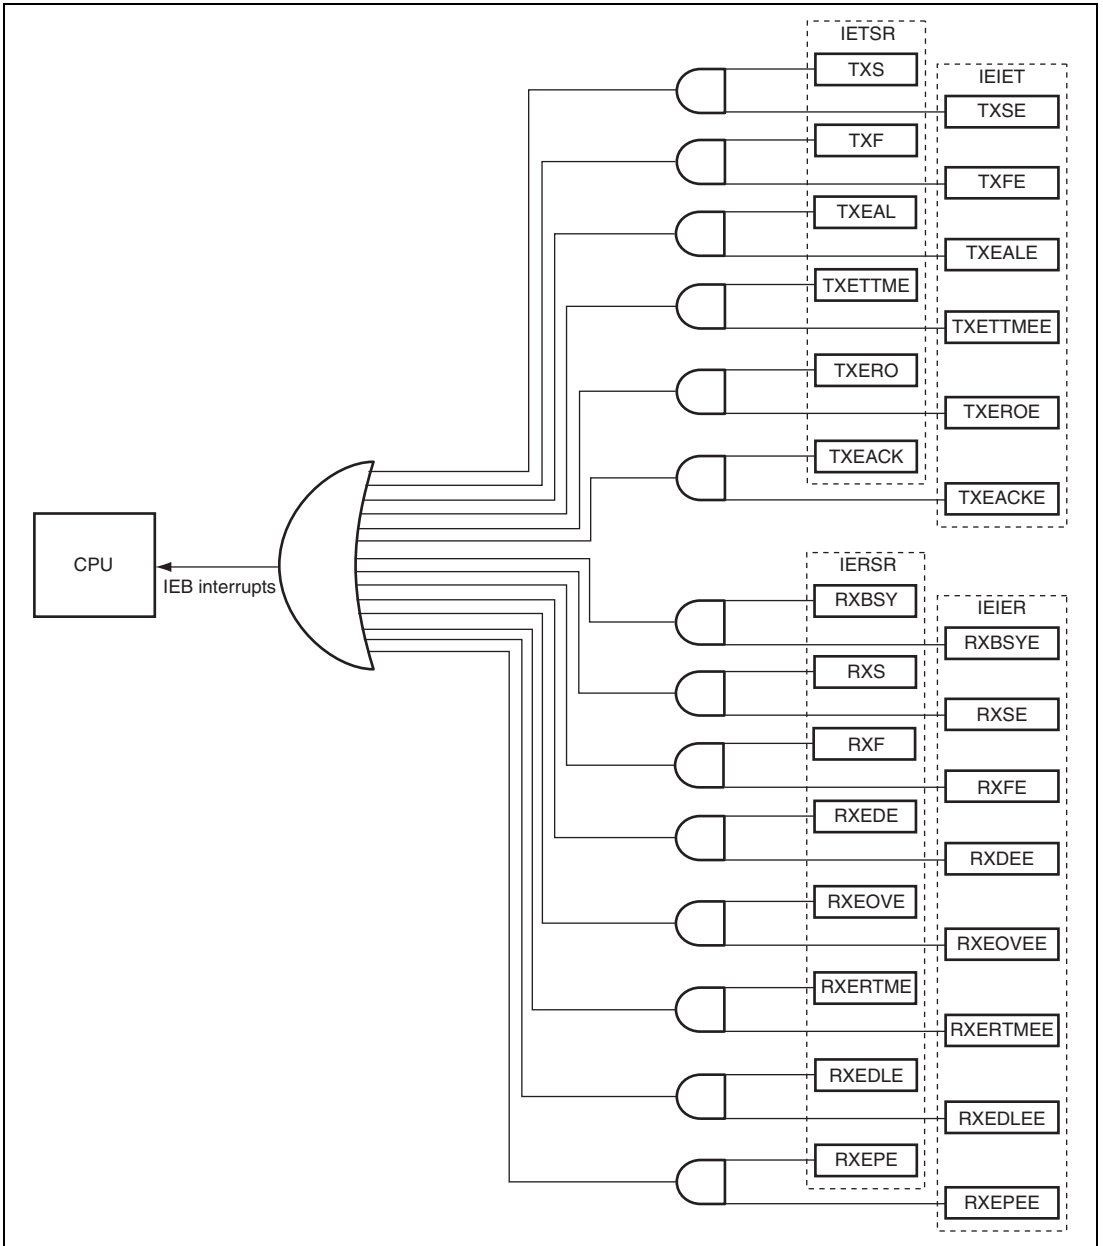 IETSR
TXS
IEIET
TXSE
TXF
TXFE
TXEAL
TXEALE
TXETTME
TXETTMEE
TXERO
TXEROE
TXEACK
TXEACKE
CPU
IEB interrupts
IERSR
RXBSY
IEIER
RXBSYE
RXS
RXSE
RXF
RXFE
RXEDE
RXDEE
RXEOVE
RXEOVEE
RXERTME
RXERTMEE
RXEDLE
RXEDLEE
RXEPE
RXEPEE